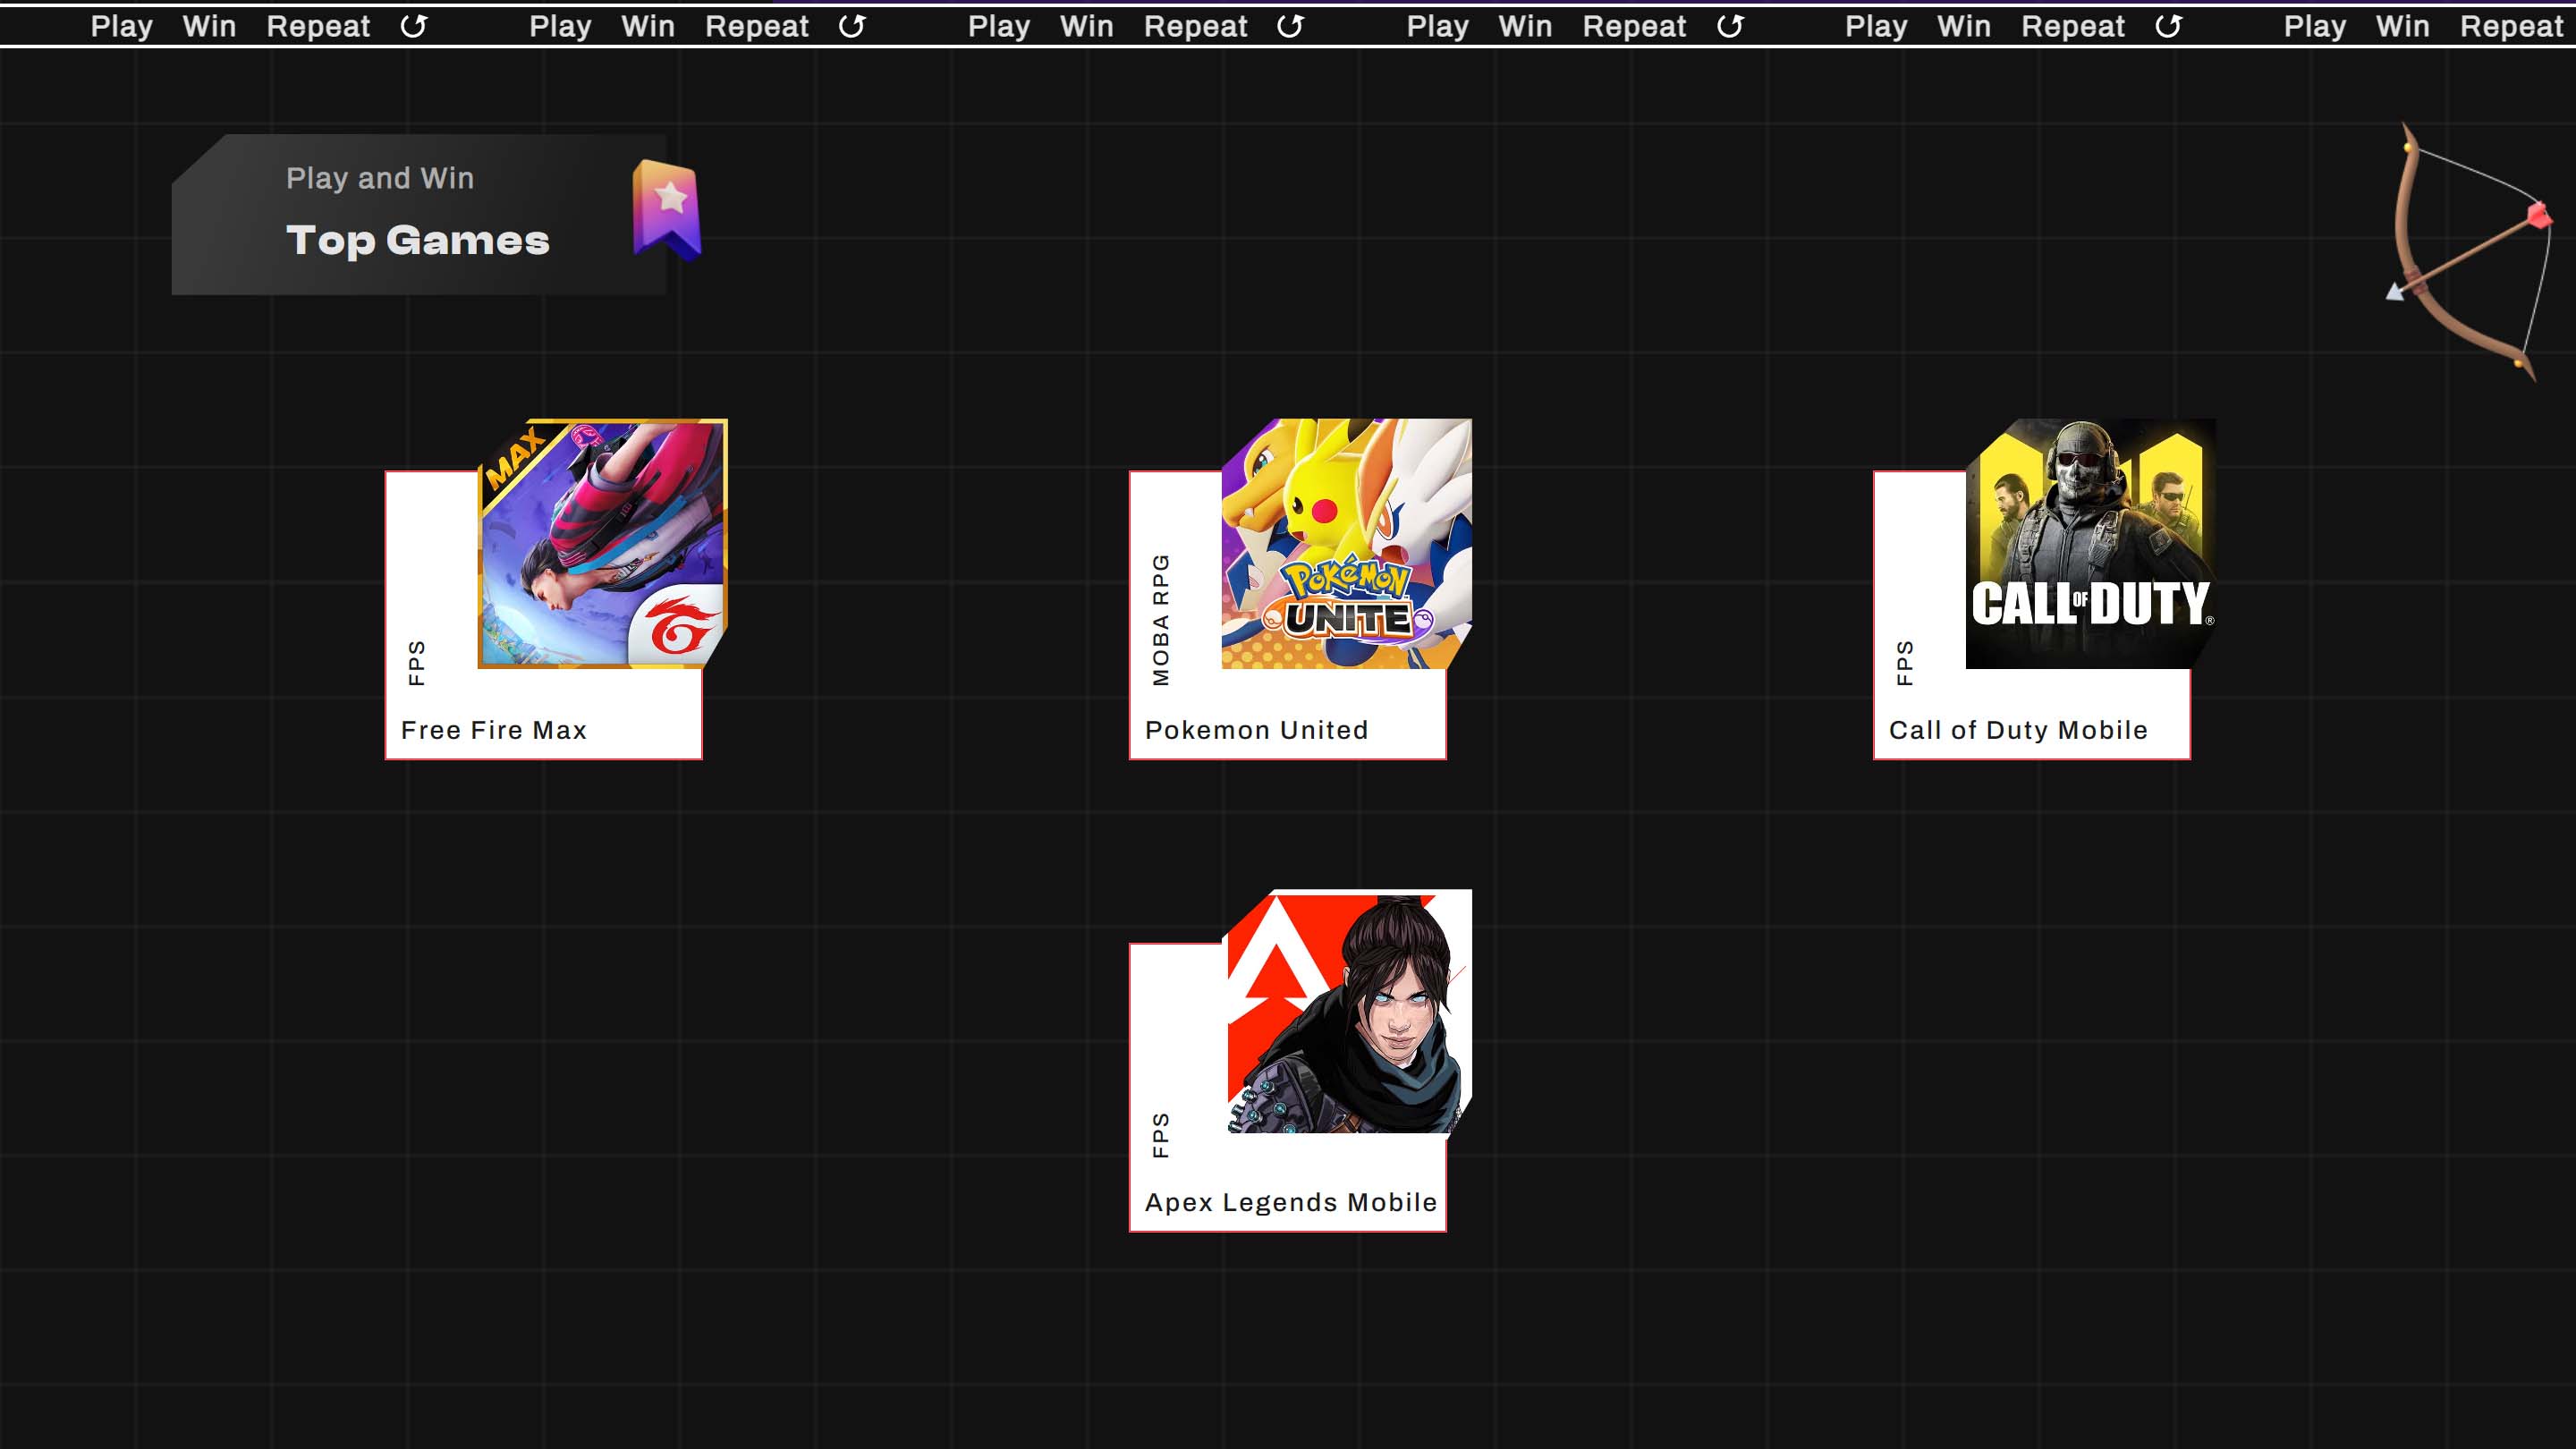 Play Win Repeat Play Win Repeat Play Win Repeat Play Win Repeat Play Win Repeat Play Win Repeat
Play and Win
Top Games
MAX
FPS
Free Fire Max
POKéMON
UNITE
MOBA RPG
Pokemon United
CALL OF DUTY®
FPS
Call of Duty Mobile
FPS
Apex Legends Mobile